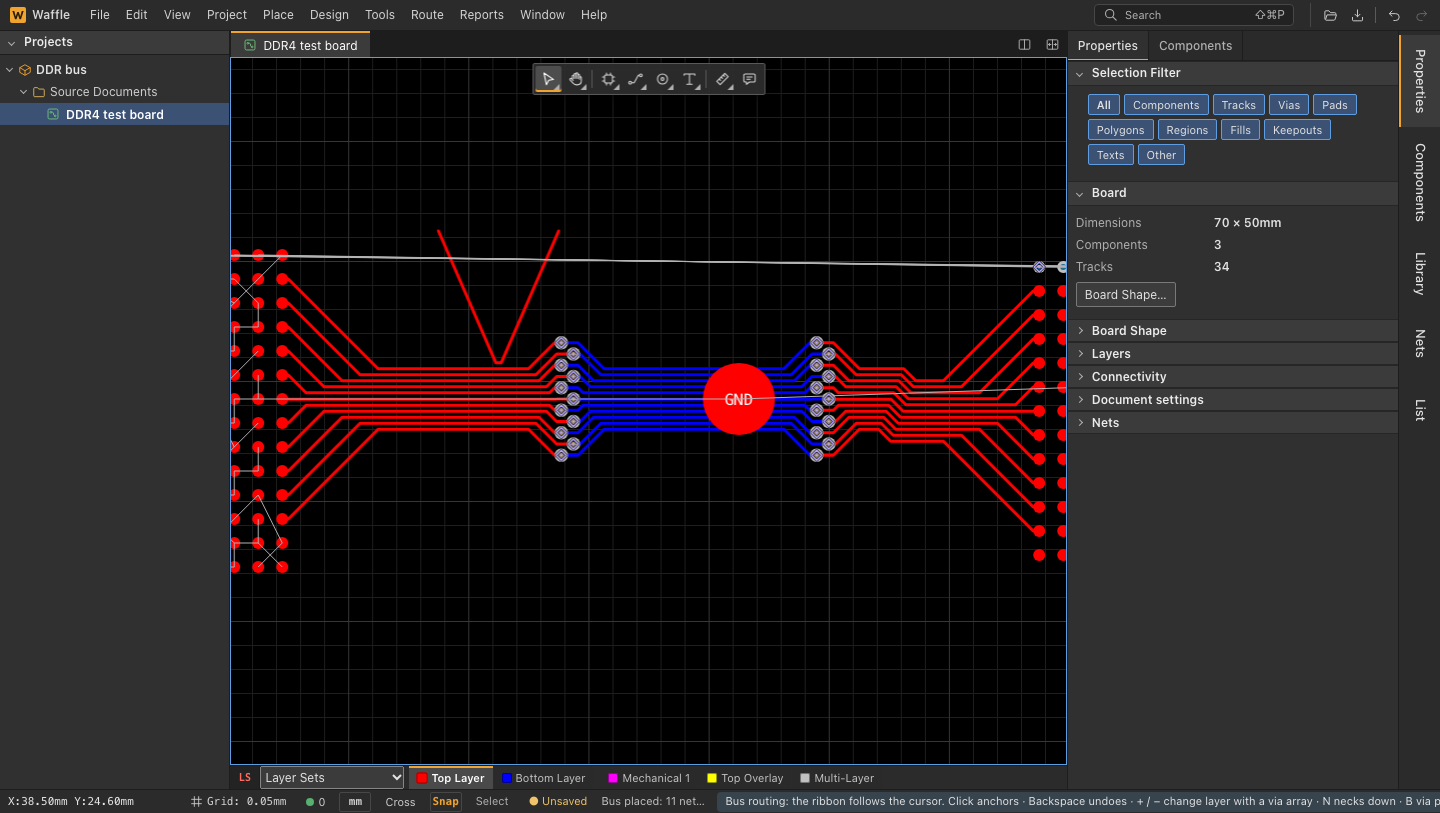 W Waffle File Edit View Project Place Design Tools Route Reports Window Help Search ⇧⌘P
Projects
DDR bus
Source Documents
DDR4 test board
DDR4 test board
GND
Properties Components
Selection Filter
All Components Tracks Vias Pads
Polygons Regions Fills Keepouts
Texts Other
Board
Dimensions 70 × 50mm
Components 3
Tracks 34
Board Shape...
Board Shape
Layers
Connectivity
Document settings
Nets
Properties
Components
Library
Nets
List
LS Layer Sets Top Layer Bottom Layer Mechanical 1 Top Overlay Multi-Layer
X:38.50mm Y:24.60mm Grid: 0.05mm 0 mm Cross Snap Select Unsaved Bus placed: 11 net... Bus routing: the ribbon follows the cursor. Click anchors · Backspace undoes · + / − change layer with a via array · N necks down · B via p